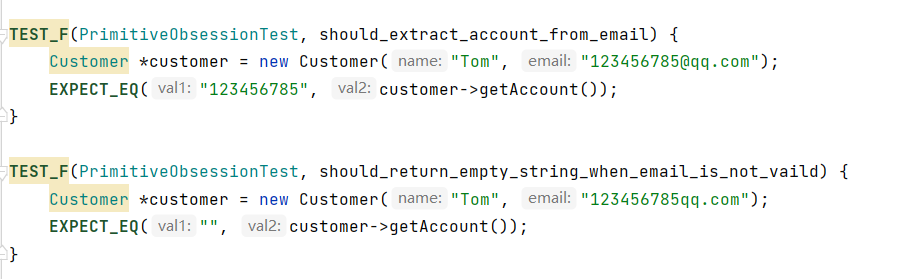 TEST_F(PrimitiveObsessionTest, should_extract_account_from_email) {
    Customer *customer = new Customer( name: "Tom", email: "123456785@qq.com");
    EXPECT_EQ( val1: "123456785", val2: customer->getAccount());
}
TEST_F(PrimitiveObsessionTest, should_return_empty_string_when_email_is_not_vaild) {
    Customer *customer = new Customer( name: "Tom", email: "123456785qq.com");
    EXPECT_EQ( val1: "", val2: customer->getAccount());
}